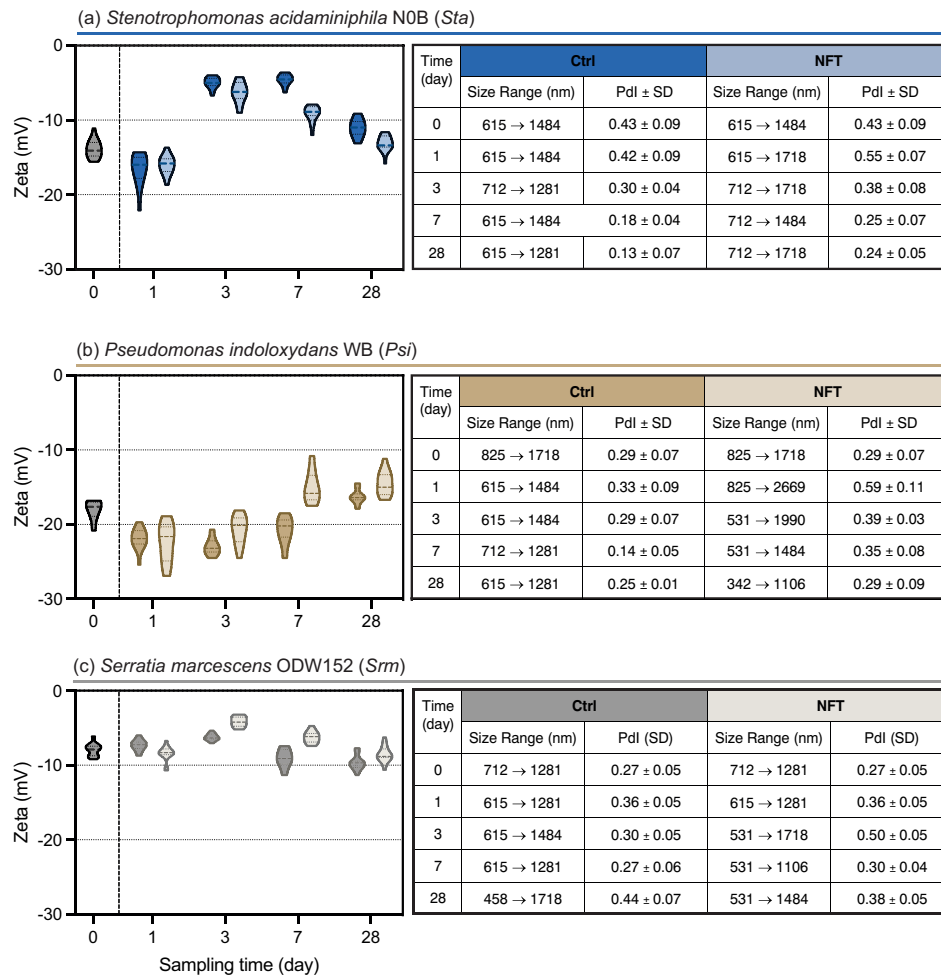 (a) Stenotrophomonas acidaminiphila N0B (Sta)
Zeta (mV)
0
-10
-20
-30
0 1 3 7 28
Time (day) Ctrl NFT
Size Range (nm) PdI ± SD Size Range (nm) PdI ± SD
0 615 → 1484 0.43 ± 0.09 615 → 1484 0.43 ± 0.09
1 615 → 1484 0.42 ± 0.09 615 → 1718 0.55 ± 0.07
3 712 → 1281 0.30 ± 0.04 712 → 1718 0.38 ± 0.08
7 615 → 1484 0.18 ± 0.04 712 → 1484 0.25 ± 0.07
28 615 → 1281 0.13 ± 0.07 712 → 1718 0.24 ± 0.05
(b) Pseudomonas indoloxydans WB (Psi)
Zeta (mV)
0
-10
-20
-30
0 1 3 7 28
Time (day) Ctrl NFT
Size Range (nm) PdI ± SD Size Range (nm) PdI ± SD
0 825 → 1718 0.29 ± 0.07 825 → 1718 0.29 ± 0.07
1 615 → 1484 0.33 ± 0.09 825 → 2669 0.59 ± 0.11
3 615 → 1484 0.29 ± 0.07 531 → 1990 0.39 ± 0.03
7 712 → 1281 0.14 ± 0.05 531 → 1484 0.35 ± 0.08
28 615 → 1281 0.25 ± 0.01 342 → 1106 0.29 ± 0.09
(c) Serratia marcescens ODW152 (Srm)
Zeta (mV)
0
-10
-20
-30
0 1 3 7 28
Sampling time (day)
Time (day) Ctrl NFT
Size Range (nm) PdI (SD) Size Range (nm) PdI (SD)
0 712 → 1281 0.27 ± 0.05 712 → 1281 0.27 ± 0.05
1 615 → 1281 0.36 ± 0.05 615 → 1281 0.36 ± 0.05
3 615 → 1484 0.30 ± 0.05 531 → 1718 0.50 ± 0.05
7 615 → 1281 0.27 ± 0.06 531 → 1106 0.30 ± 0.04
28 458 → 1718 0.44 ± 0.07 531 → 1484 0.38 ± 0.05